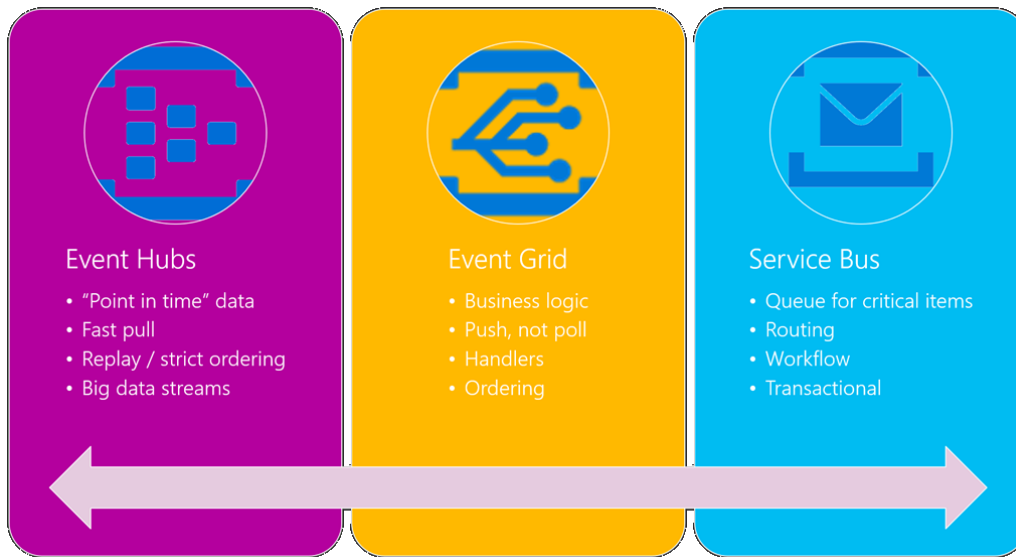 Event Hubs
• “Point in time” data
• Fast pull
• Replay / strict ordering
• Big data streams
Event Grid
• Business logic
• Push, not poll
• Handlers
• Ordering
Service Bus
• Queue for critical items
• Routing
• Workflow
• Transactional